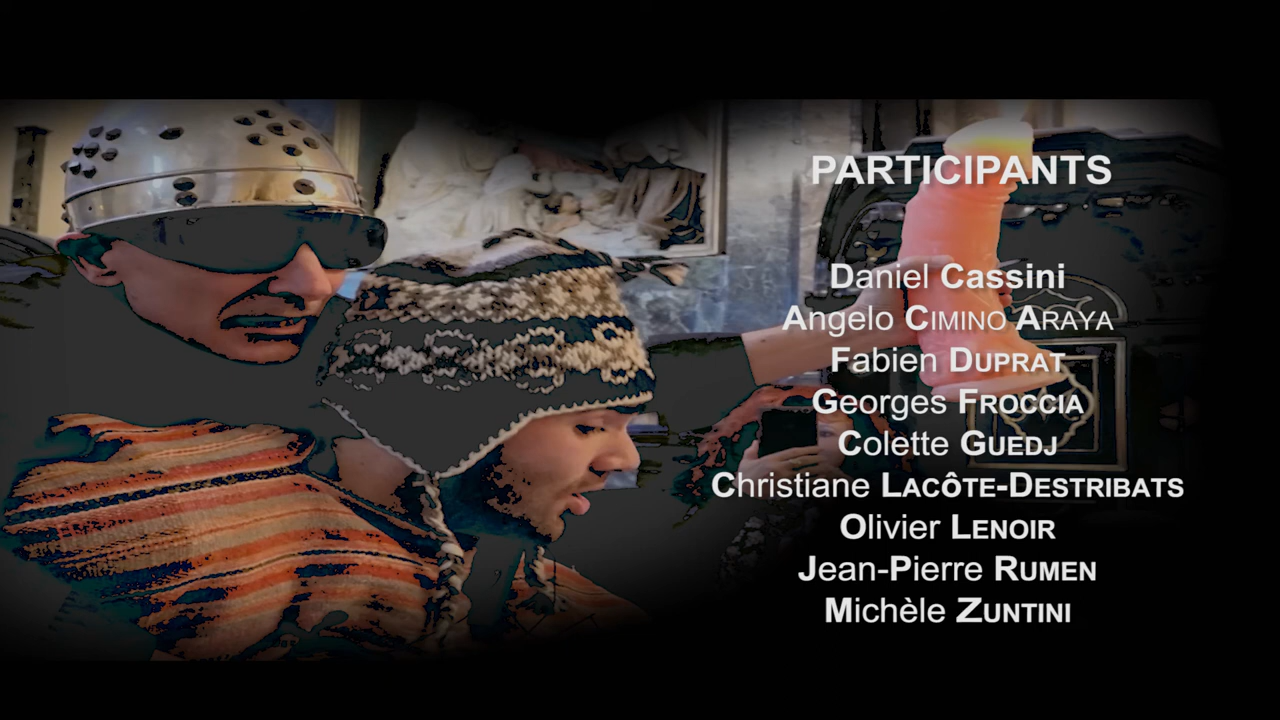 PARTICIPANTS
Daniel Cassini
Angelo CIMINO ARAYA
Fabien DUPRAT
Georges FROCCIA
Colette GUEDJ
Christiane LACÔTE-DESTRIBATS
Olivier LENOIR
Jean-Pierre RUMEN
Michèle ZUNTINI